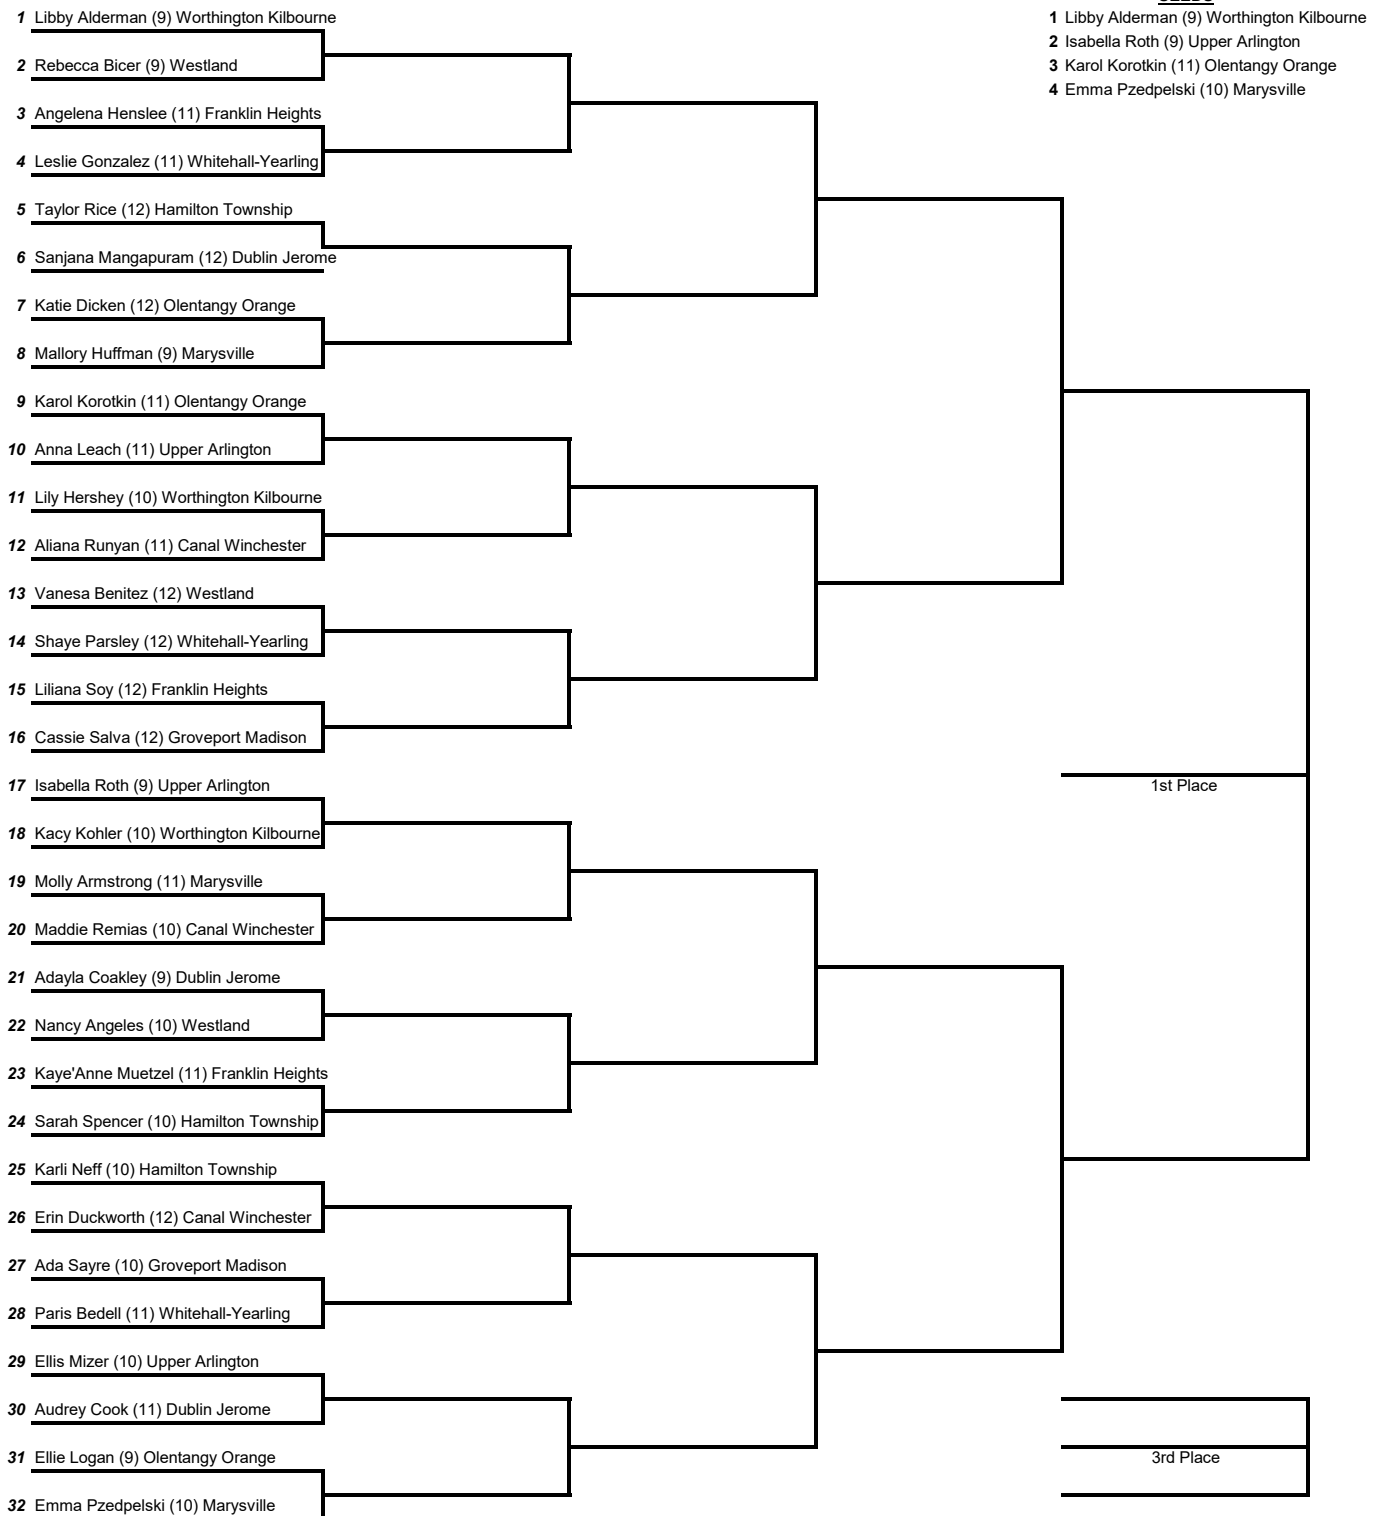 1 Libby Alderman (9) Worthington Kilbourne
2 Rebecca Bicer (9) Westland
3 Angelena Henslee (11) Franklin Heights
4 Leslie Gonzalez (11) Whitehall-Yearling
5 Taylor Rice (12) Hamilton Township
6 Sanjana Mangapuram (12) Dublin Jerome
7 Katie Dicken (12) Olentangy Orange
8 Mallory Huffman (9) Marysville
9 Karol Korotkin (11) Olentangy Orange
10 Anna Leach (11) Upper Arlington
11 Lily Hershey (10) Worthington Kilbourne
12 Aliana Runyan (11) Canal Winchester
13 Vanesa Benitez (12) Westland
14 Shaye Parsley (12) Whitehall-Yearling
15 Liliana Soy (12) Franklin Heights
16 Cassie Salva (12) Groveport Madison
17 Isabella Roth (9) Upper Arlington
18 Kacy Kohler (10) Worthington Kilbourne
19 Molly Armstrong (11) Marysville
20 Maddie Remias (10) Canal Winchester
21 Adayla Coakley (9) Dublin Jerome
22 Nancy Angeles (10) Westland
23 Kaye'Anne Muetzel (11) Franklin Heights
24 Sarah Spencer (10) Hamilton Township
25 Karli Neff (10) Hamilton Township
26 Erin Duckworth (12) Canal Winchester
27 Ada Sayre (10) Groveport Madison
28 Paris Bedell (11) Whitehall-Yearling
29 Ellis Mizer (10) Upper Arlington
30 Audrey Cook (11) Dublin Jerome
31 Ellie Logan (9) Olentangy Orange
32 Emma Pzedpelski (10) Marysville
1 Libby Alderman (9) Worthington Kilbourne
2 Isabella Roth (9) Upper Arlington
3 Karol Korotkin (11) Olentangy Orange
4 Emma Pzedpelski (10) Marysville
1st Place
3rd Place